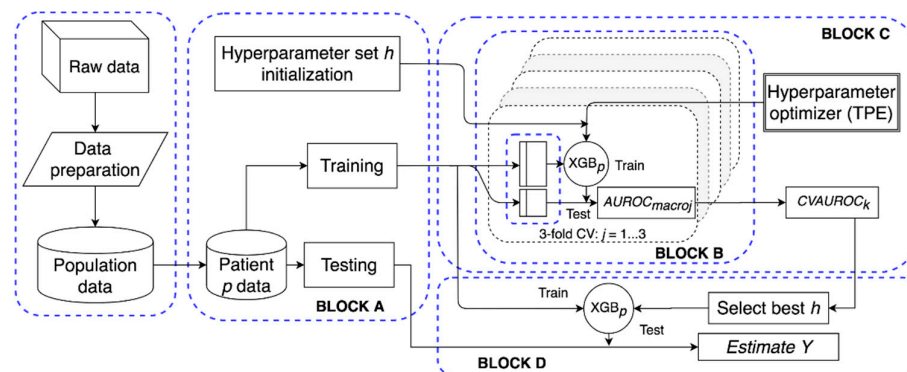 Raw data
Data
preparation
Population
data
Hyperparameter set h
initialization
Training
Patient
p data
Testing
BLOCK A
BLOCK C
Hyperparameter
optimizer (TPE)
XGBp
Train
Test
AUROCmacroj
3-fold CV: j = 1...3
BLOCK B
CVAUROCk
Train
XGBp
Test
Select best h
Estimate Y
BLOCK D